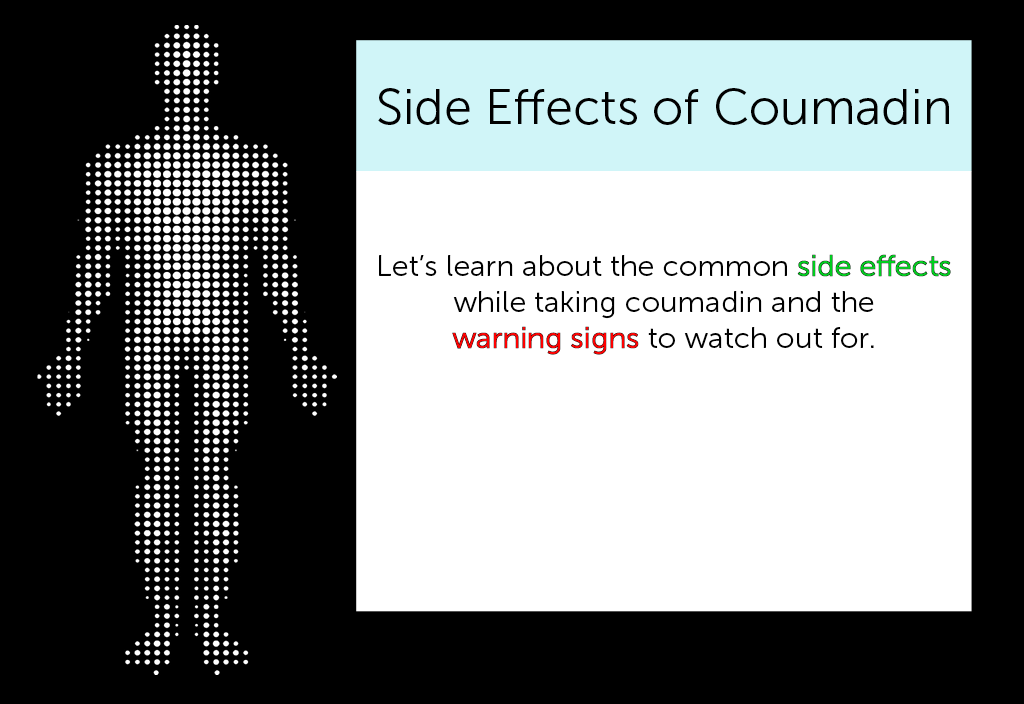 Side Effects of Coumadin
Let's learn about the common side effects
while taking coumadin and the
warning signs to watch out for.